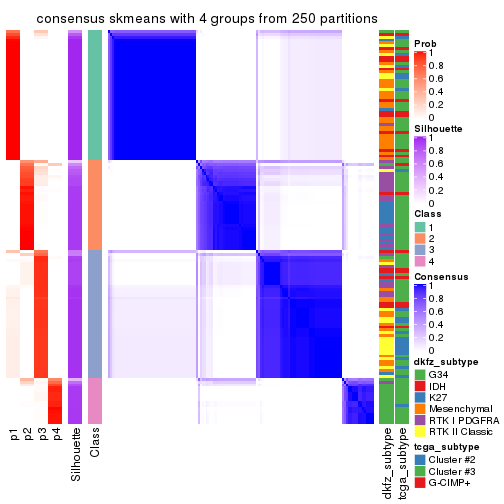 consensus skmeans with 4 groups from 250 partitions
Prob
1
0.8
0.6
0.4
0.2
0
Silhouette
1
0.8
0.6
0.4
0.2
0
Class
1
2
3
4
Consensus
1
0.8
0.6
0.4
0.2
0
dkfz_subtype
G34
IDH
K27
Mesenchymal
RTK I PDGFRA
RTK II Classic
tcga_subtype
Cluster #2
Cluster #3
G-CIMP+
p1
p2
p3
p4
Silhouette
Class
dkfz_subtype
tcga_subtype